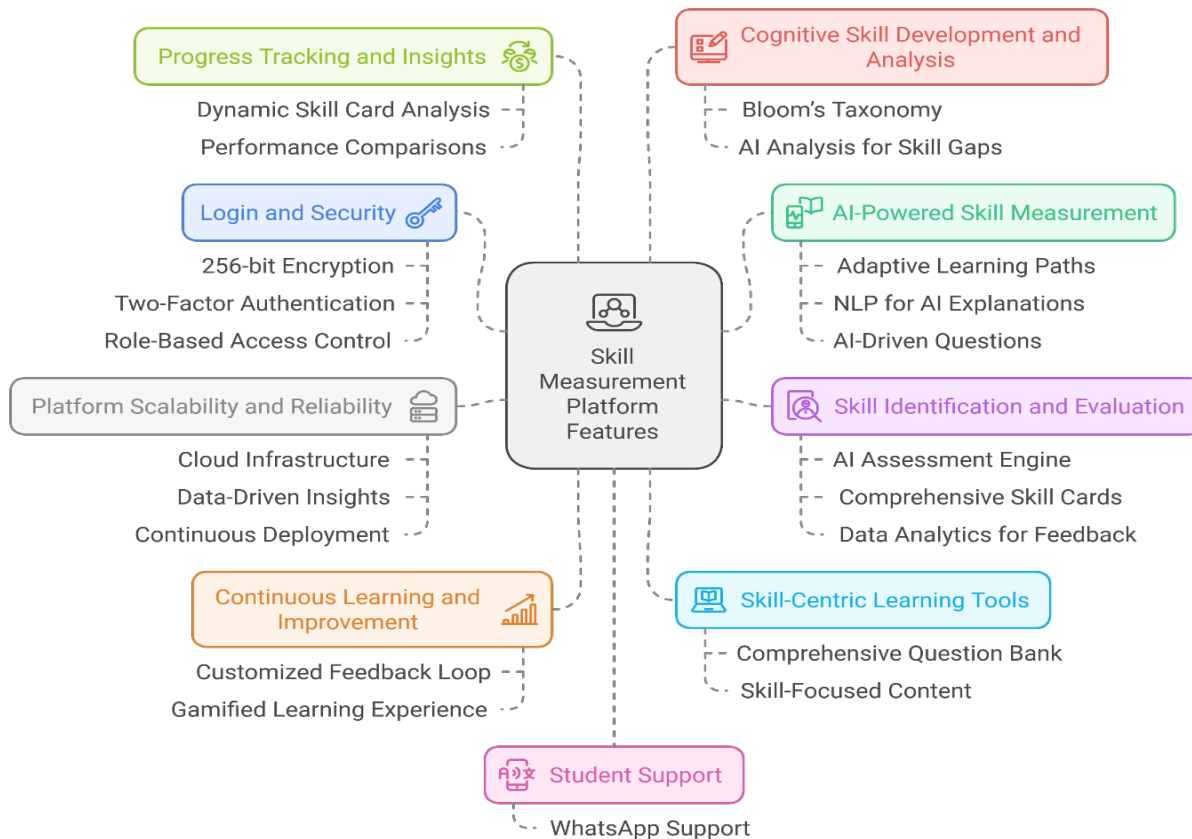 Progress Tracking and Insights
Dynamic Skill Card Analysis
Performance Comparisons
Login and Security
256-bit Encryption
Two-Factor Authentication
Role-Based Access Control
Platform Scalability and Reliability
Cloud Infrastructure
Data-Driven Insights
Continuous Deployment
Continuous Learning and
Improvement
Customized Feedback Loop
Gamified Learning Experience
Skill
Measurement
Platform
Features
Cognitive Skill Development and
Analysis
Bloom’s Taxonomy
AI Analysis for Skill Gaps
AI-Powered Skill Measurement
Adaptive Learning Paths
NLP for AI Explanations
AI-Driven Questions
Skill Identification and Evaluation
AI Assessment Engine
Comprehensive Skill Cards
Data Analytics for Feedback
Skill-Centric Learning Tools
Comprehensive Question Bank
Skill-Focused Content
Student Support
WhatsApp Support